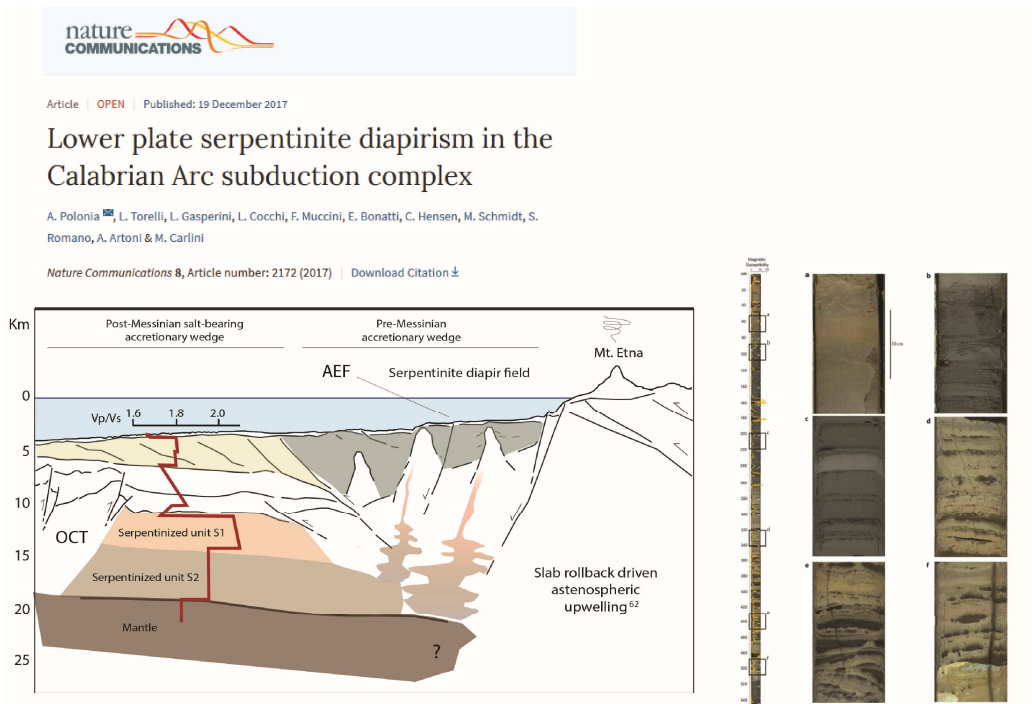 nature
COMMUNICATIONS
Article | OPEN | Published: 19 December 2017
Lower plate serpentinite diapirism in the
Calabrian Arc subduction complex
A. Polonia, L. Torelli, L. Gasperini, L. Cocchi, F. Muccini, E. Bonatti, C. Hensen, M. Schmidt, S.
Romano, A. Artoni & M. Carlini
Nature Communications 8, Article number: 2172 (2017) | Download Citation
Km
Post-Messinian salt-bearing
accretionary wedge
Pre-Messinian
accretionary wedge
Mt. Etna
AEF
Serpentinite diapir field
0
Vp/Vs 1.6 1.8 2.0
5
10
OCT
Serpentinized unit S1
15
Serpentinized unit S2
Slab rollback driven
astenospheric
upwelling 62
20
Mantle
?
25
Magnetic
Susceptibility
a
b
10 cm
c
d
e
f